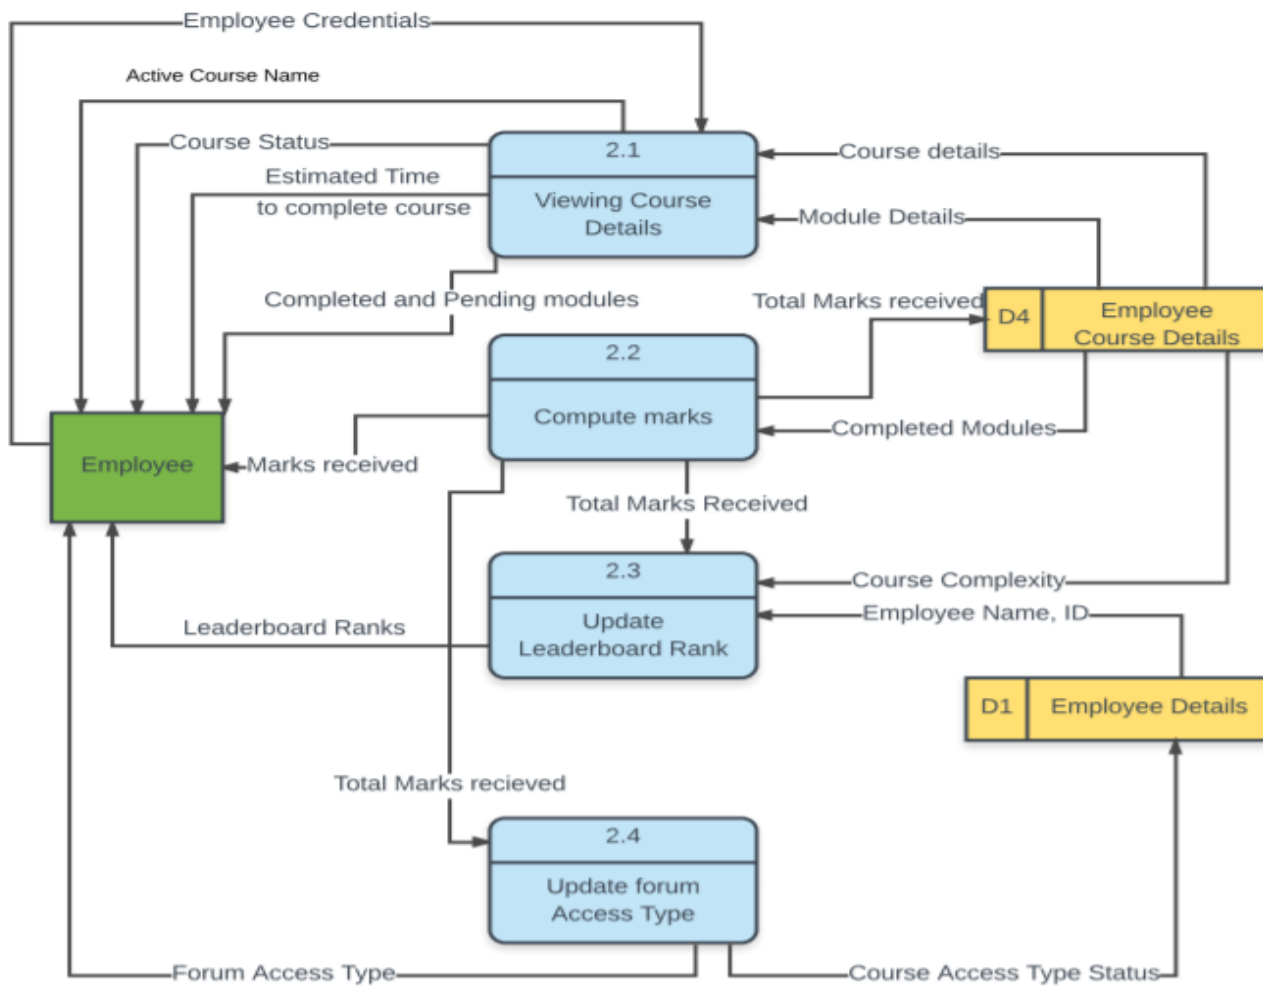 Employee Credentials
Active Course Name
Course Status
2.1
Course details
Estimated Time
to complete course
Viewing Course
Details
Module Details
Completed and Pending modules
Total Marks received
D4
Employee
Course Details
2.2
Compute marks
Completed Modules
Employee
Marks received
Total Marks Received
2.3
Course Complexity
Update
Leaderboard Rank
Employee Name, ID
Leaderboard Ranks
D1
Employee Details
Total Marks recieved
2.4
Update forum
Access Type
Forum Access Type
Course Access Type Status